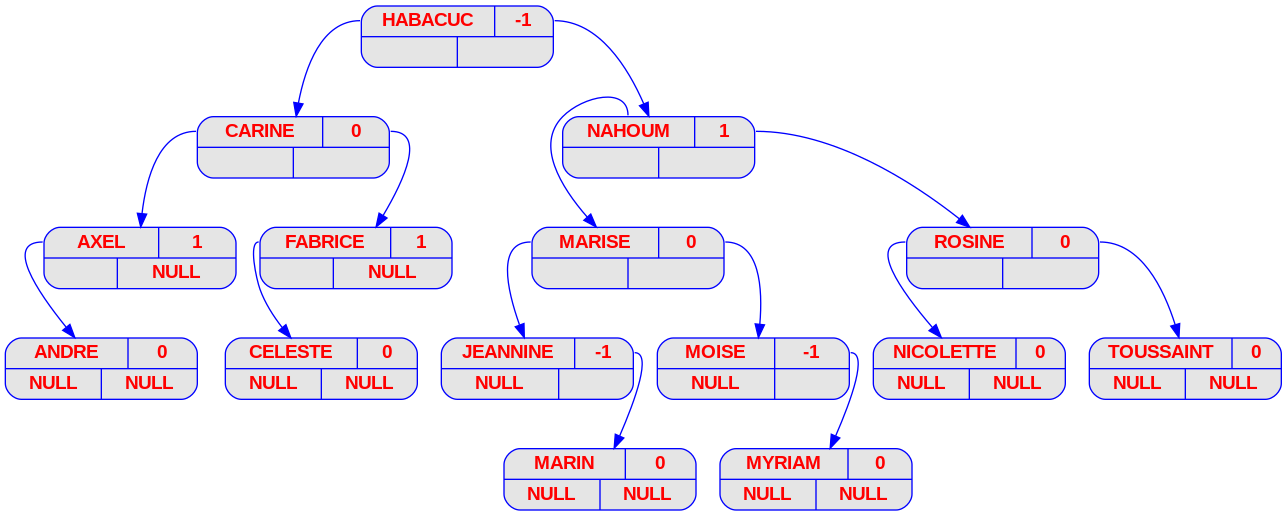 HABACUC -1
CARINE 0
NAHOUM 1
AXEL 1
NULL
FABRICE 1
NULL
MARISE 0
ROSINE 0
ANDRE 0
NULL NULL
CELESTE 0
NULL NULL
JEANNINE -1
NULL
MOISE -1
NULL
NICOLETTE 0
NULL NULL
TOUSSAINT 0
NULL NULL
MARIN 0
NULL NULL
MYRIAM 0
NULL NULL